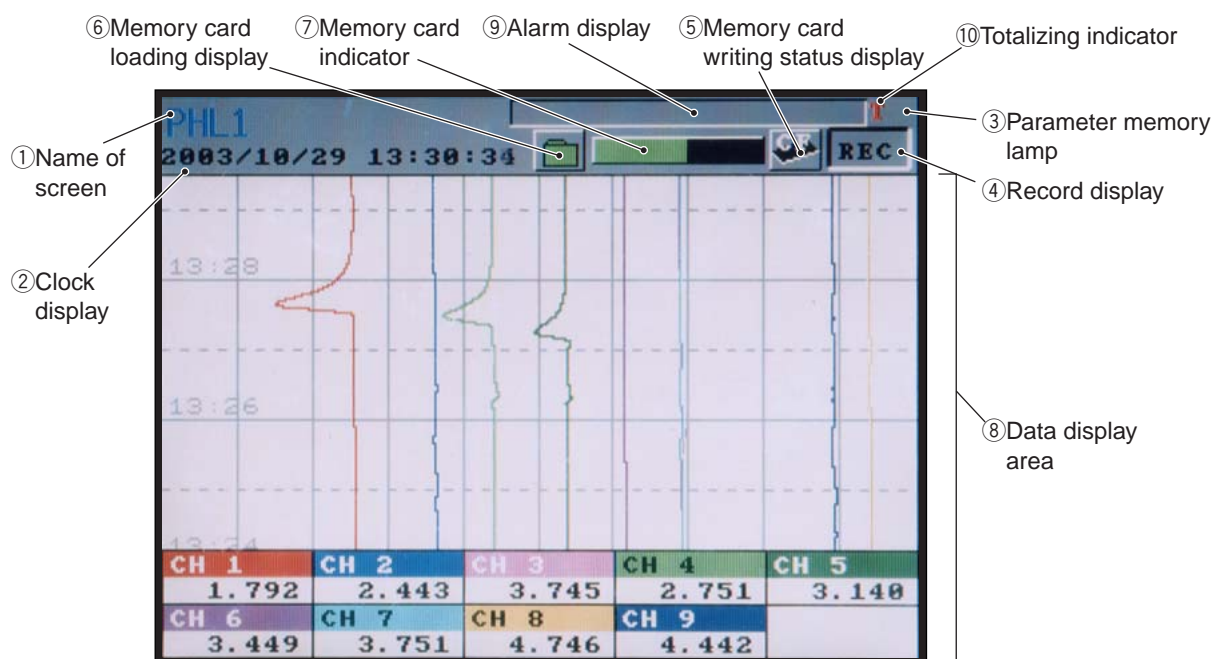 ⑥Memory card
loading display
⑦Memory card
indicator
⑨Alarm display
⑤Memory card
writing status display
⑩Totalizing indicator
①Name of
screen
②Clock
display
③Parameter memory
lamp
④Record display
⑧Data display
area
PHL1
T
2003/10/29 13:30:34
CF
REC
13:28
13:26
13:24
CH 1 CH 2 CH 3 CH 4 CH 5
1.792 2.443 3.745 2.751 3.140
CH 6 CH 7 CH 8 CH 9
3.449 3.751 4.746 4.442